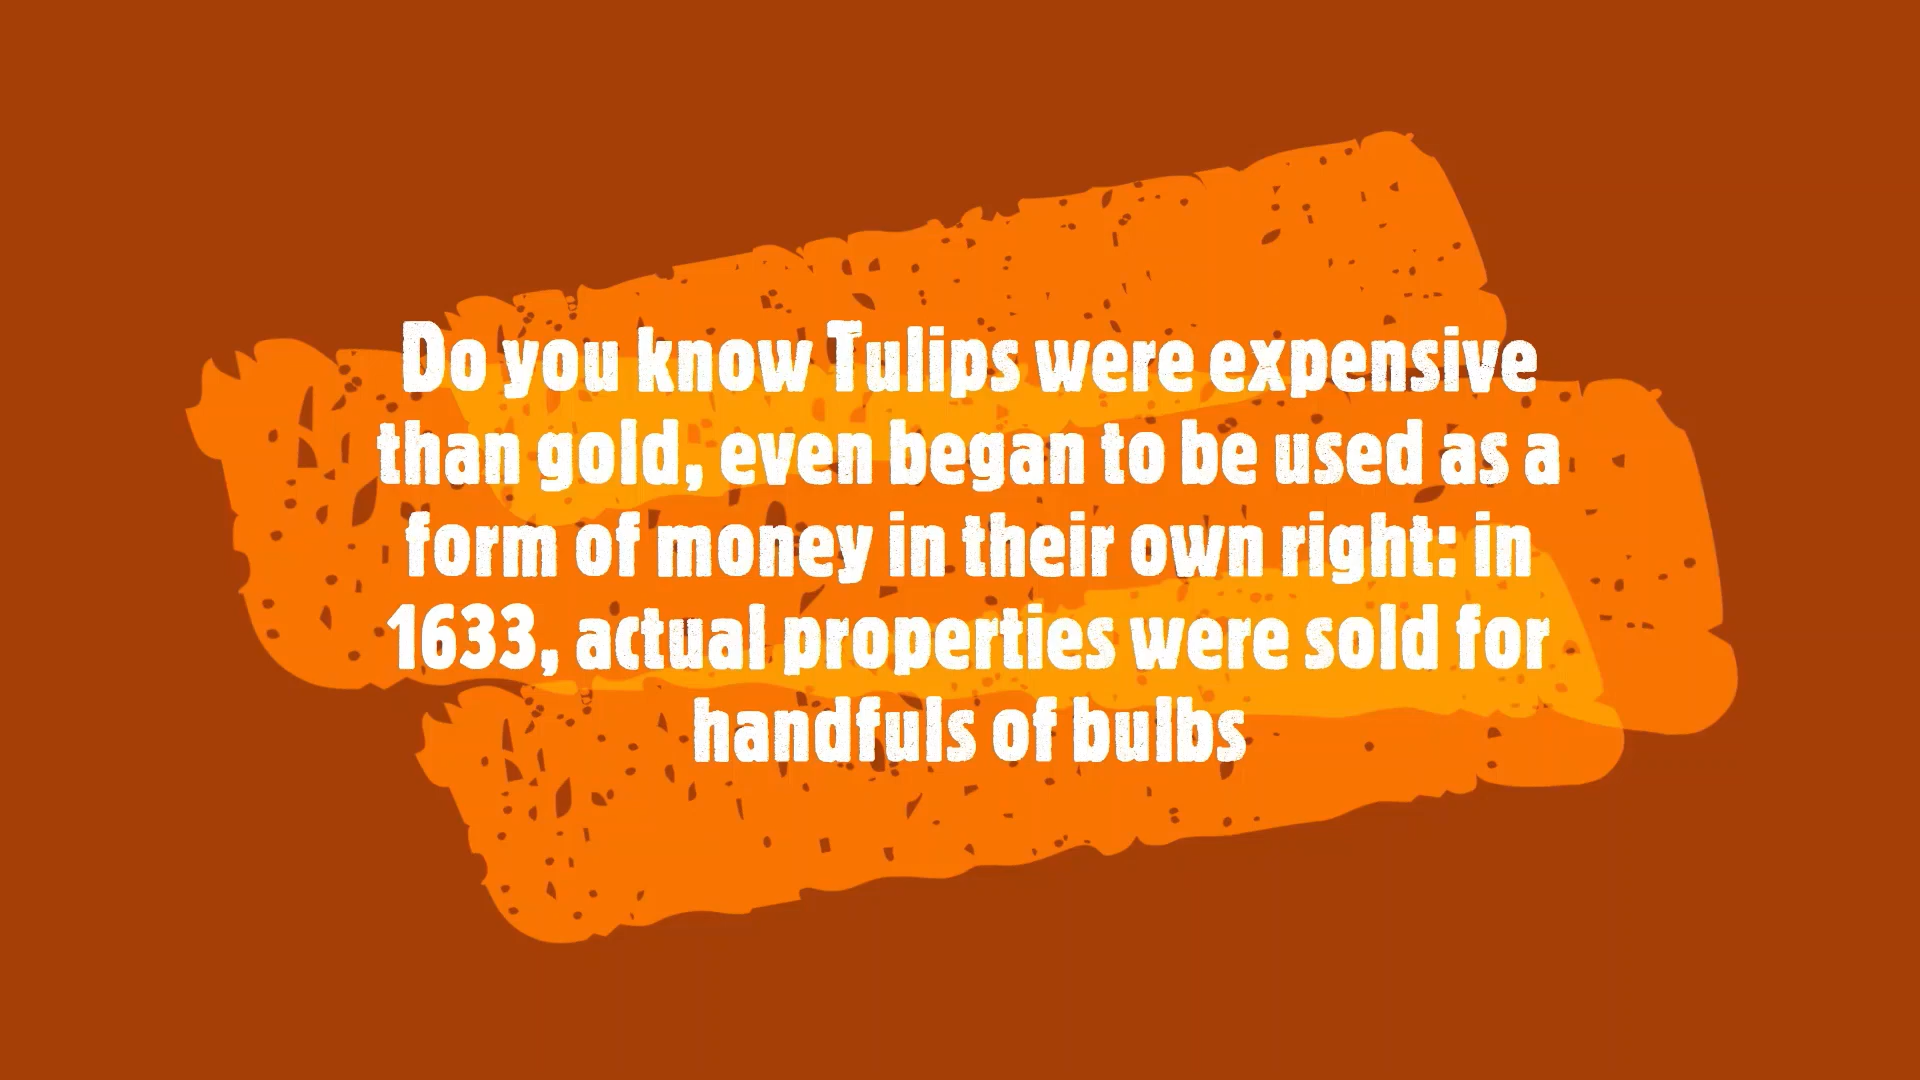 Do you know Tulips were expensive
than gold, even began to be used as a
form of money in their own right: in
1633, actual properties were sold for
handfuls of bulbs